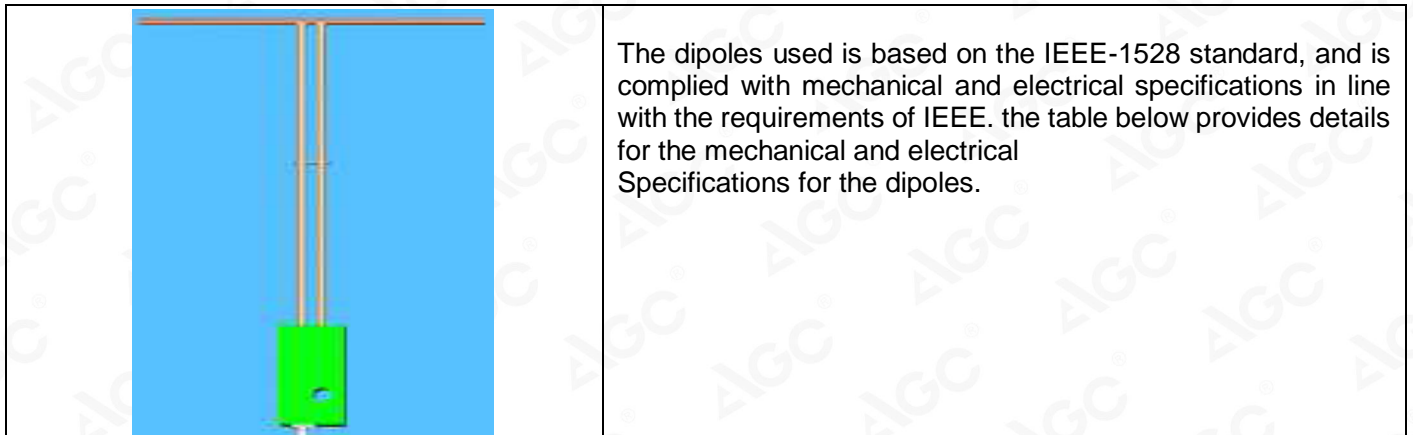 The dipoles used is based on the IEEE-1528 standard, and is
complied with mechanical and electrical specifications in line
with the requirements of IEEE. the table below provides details
for the mechanical and electrical
Specifications for the dipoles.